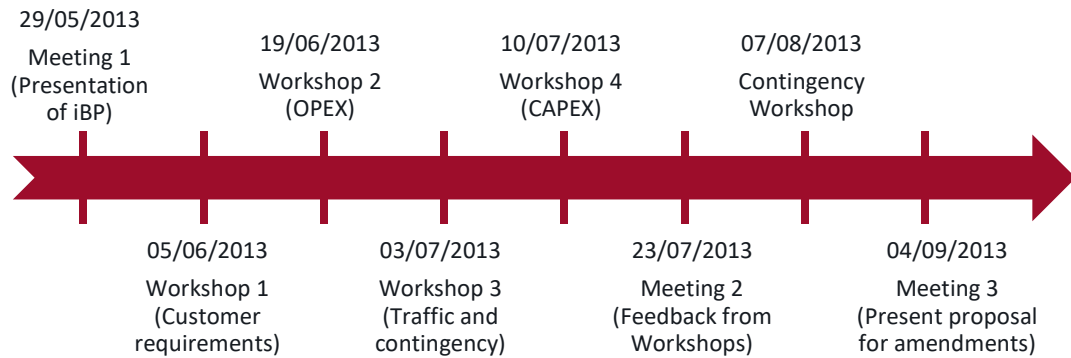 29/05/2013
Meeting 1
(Presentation
of iBP)
19/06/2013
Workshop 2
(OPEX)
10/07/2013
Workshop 4
(CAPEX)
07/08/2013
Contingency
Workshop
05/06/2013
Workshop 1
(Customer
requirements)
03/07/2013
Workshop 3
(Traffic and
contingency)
23/07/2013
Meeting 2
(Feedback from
Workshops)
04/09/2013
Meeting 3
(Present proposal
for amendments)